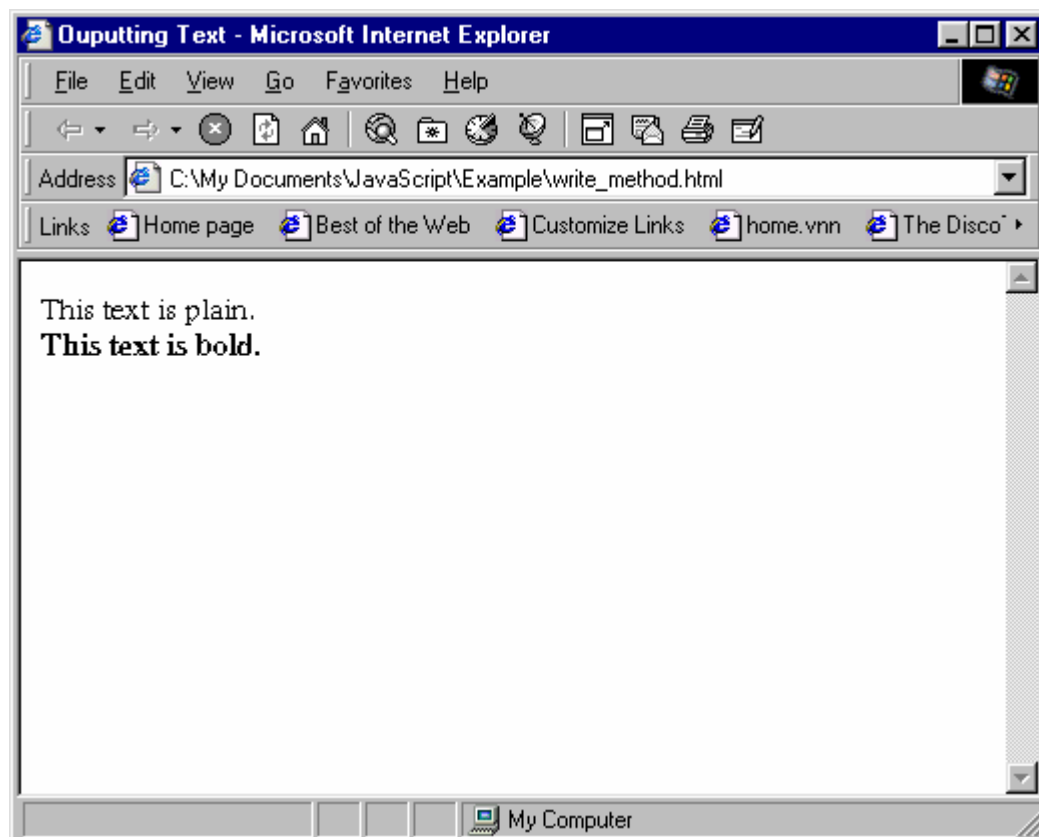 Ouputting Text - Microsoft Internet Explorer
File Edit View Go Favorites Help
Address C:\My Documents\JavaScript\Example\write_method.html
Links Home page Best of the Web Customize Links home.vnn The Disco
This text is plain.
This text is bold.
My Computer